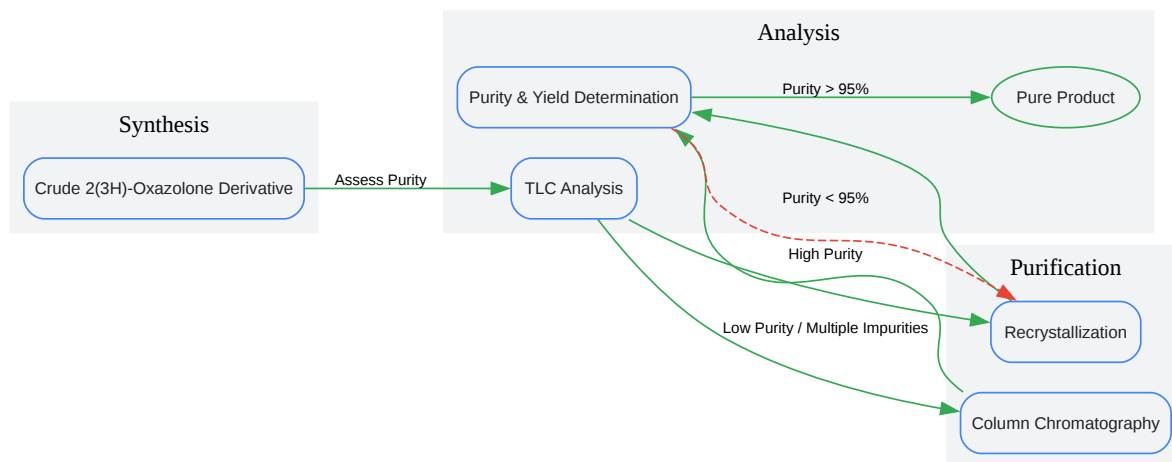 Analysis
Purity & Yield Determination
Purity > 95%
Pure Product
Synthesis
Crude 2(3H)-Oxazolone Derivative
Assess Purity
TLC Analysis
Purity < 95%
High Purity
Purification
Low Purity / Multiple Impurities
Recrystallization
Column Chromatography